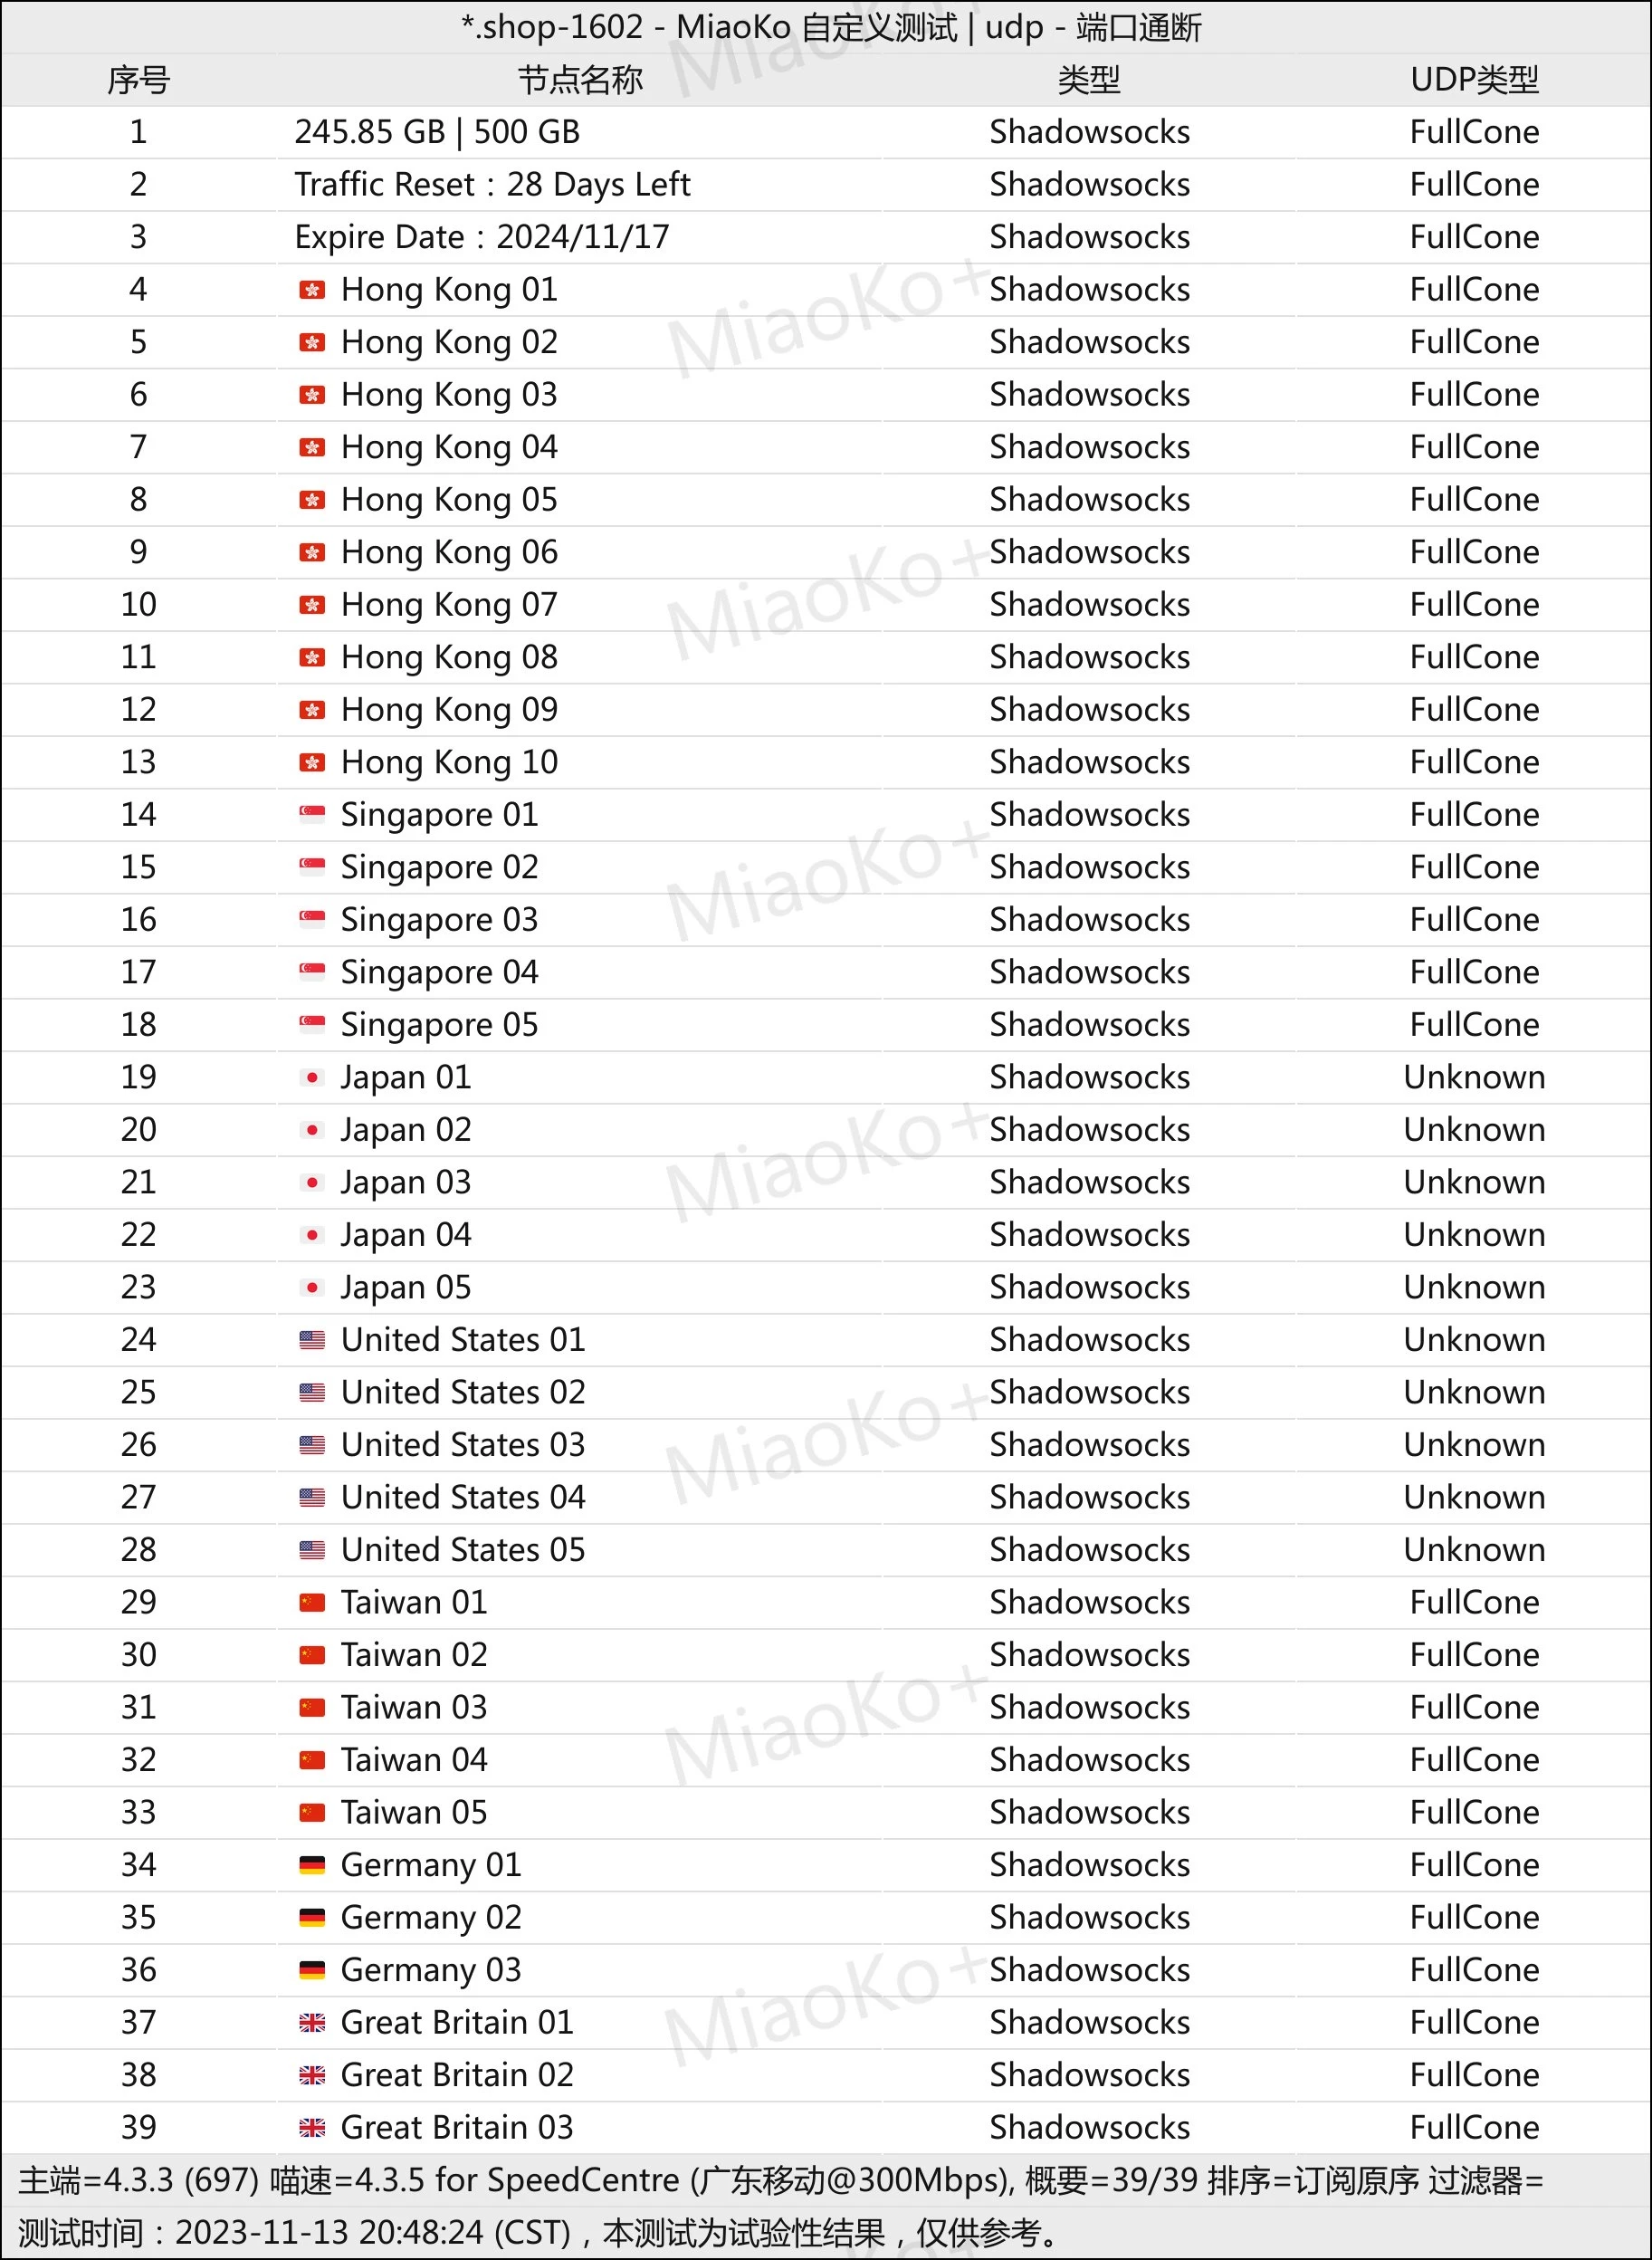 *.shop-1602 - MiaoKo 自定义测试 | udp - 端口通断
序号 节点名称 类型 UDP类型
1 245.85 GB | 500 GB Shadowsocks FullCone
2 Traffic Reset : 28 Days Left Shadowsocks FullCone
3 Expire Date : 2024/11/17 Shadowsocks FullCone
4 Hong Kong 01 Shadowsocks FullCone
5 Hong Kong 02 Shadowsocks FullCone
6 Hong Kong 03 Shadowsocks FullCone
7 Hong Kong 04 Shadowsocks FullCone
8 Hong Kong 05 Shadowsocks FullCone
9 Hong Kong 06 Shadowsocks FullCone
10 Hong Kong 07 Shadowsocks FullCone
11 Hong Kong 08 Shadowsocks FullCone
12 Hong Kong 09 Shadowsocks FullCone
13 Hong Kong 10 Shadowsocks FullCone
14 Singapore 01 Shadowsocks FullCone
15 Singapore 02 Shadowsocks FullCone
16 Singapore 03 Shadowsocks FullCone
17 Singapore 04 Shadowsocks FullCone
18 Singapore 05 Shadowsocks FullCone
19 Japan 01 Shadowsocks Unknown
20 Japan 02 Shadowsocks Unknown
21 Japan 03 Shadowsocks Unknown
22 Japan 04 Shadowsocks Unknown
23 Japan 05 Shadowsocks Unknown
24 United States 01 Shadowsocks Unknown
25 United States 02 Shadowsocks Unknown
26 United States 03 Shadowsocks Unknown
27 United States 04 Shadowsocks Unknown
28 United States 05 Shadowsocks Unknown
29 Taiwan 01 Shadowsocks FullCone
30 Taiwan 02 Shadowsocks FullCone
31 Taiwan 03 Shadowsocks FullCone
32 Taiwan 04 Shadowsocks FullCone
33 Taiwan 05 Shadowsocks FullCone
34 Germany 01 Shadowsocks FullCone
35 Germany 02 Shadowsocks FullCone
36 Germany 03 Shadowsocks FullCone
37 Great Britain 01 Shadowsocks FullCone
38 Great Britain 02 Shadowsocks FullCone
39 Great Britain 03 Shadowsocks FullCone
主端=4.3.3 (697) 喵速=4.3.5 for SpeedCentre (广东移动@300Mbps), 概要=39/39 排序=订阅原序 过滤器=
测试时间：2023-11-13 20:48:24 (CST)，本测试为试验性结果，仅供参考。
MiaoKo+
MiaoKo+
MiaoKo+
MiaoKo+
MiaoKo+
MiaoKo+
MiaoKo+
MiaoKo+